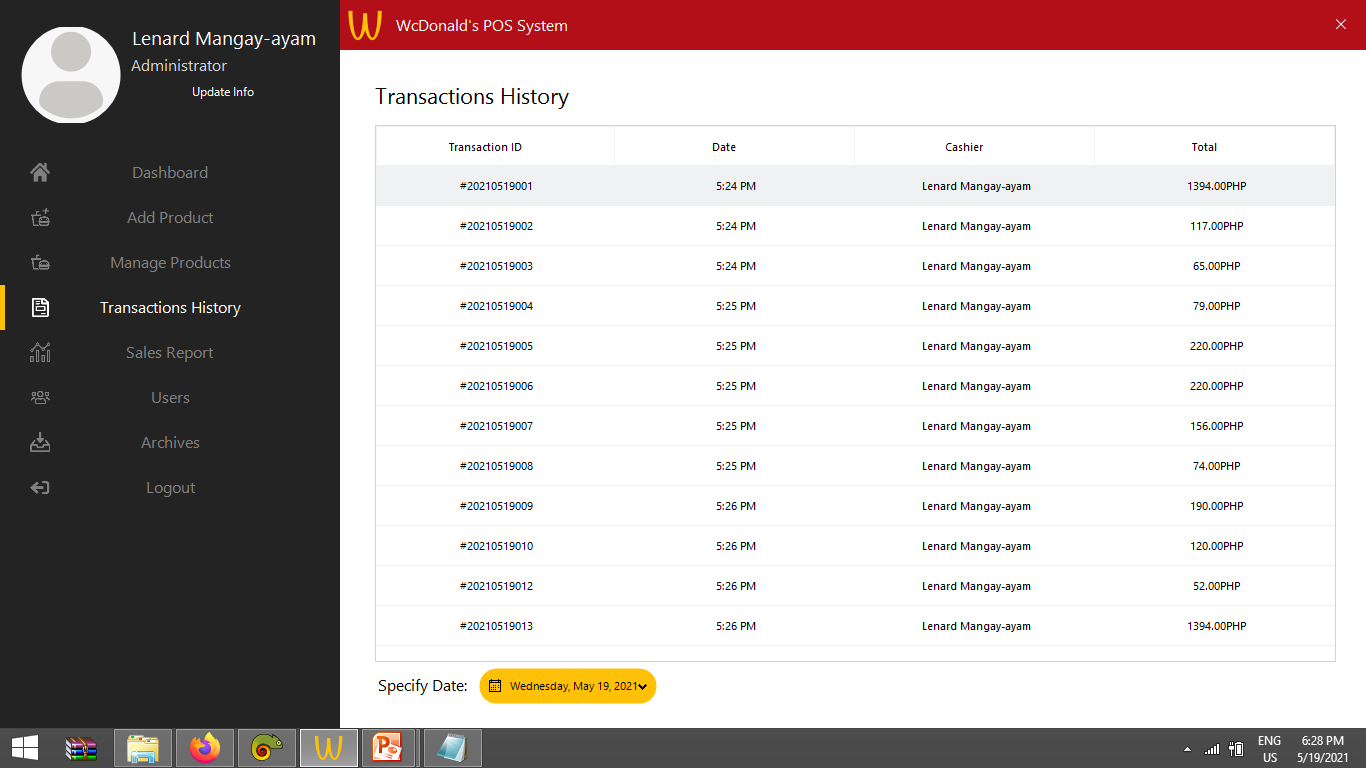 Lenard Mangay-ayam
Administrator
Update Info
Dashboard
Add Product
Manage Products
Transactions History
Sales Report
Users
Archives
Logout
WcDonald's POS System
Transactions History
Transaction ID Date Cashier Total
#20210519001 5:24 PM Lenard Mangay-ayam 1394.00PHP
#20210519002 5:24 PM Lenard Mangay-ayam 117.00PHP
#20210519003 5:24 PM Lenard Mangay-ayam 65.00PHP
#20210519004 5:25 PM Lenard Mangay-ayam 79.00PHP
#20210519005 5:25 PM Lenard Mangay-ayam 220.00PHP
#20210519006 5:25 PM Lenard Mangay-ayam 220.00PHP
#20210519007 5:25 PM Lenard Mangay-ayam 156.00PHP
#20210519008 5:25 PM Lenard Mangay-ayam 74.00PHP
#20210519009 5:26 PM Lenard Mangay-ayam 190.00PHP
#20210519010 5:26 PM Lenard Mangay-ayam 120.00PHP
#20210519012 5:26 PM Lenard Mangay-ayam 52.00PHP
#20210519013 5:26 PM Lenard Mangay-ayam 1394.00PHP
Specify Date: Wednesday, May 19, 2021
ENG 6:28 PM
US 5/19/2021